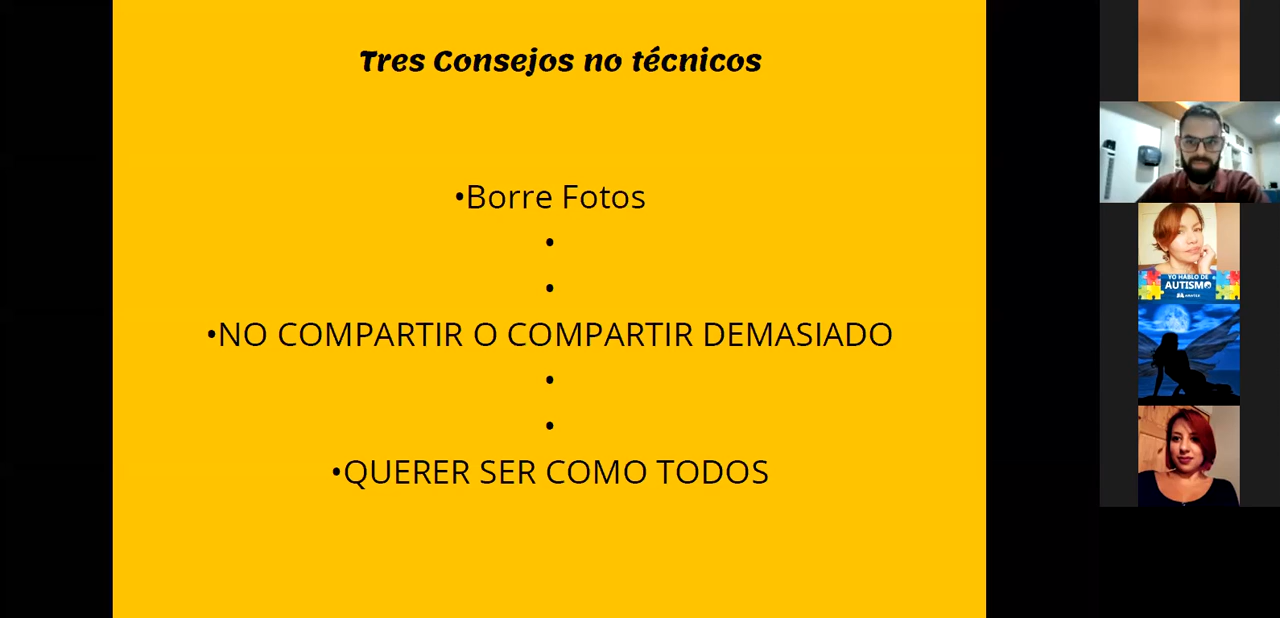 Tres Consejos no técnicos
•Borre Fotos
•
•
•NO COMPARTIR O COMPARTIR DEMASIADO
•
•
•QUERER SER COMO TODOS
YO HABLO DE
AUTISMO